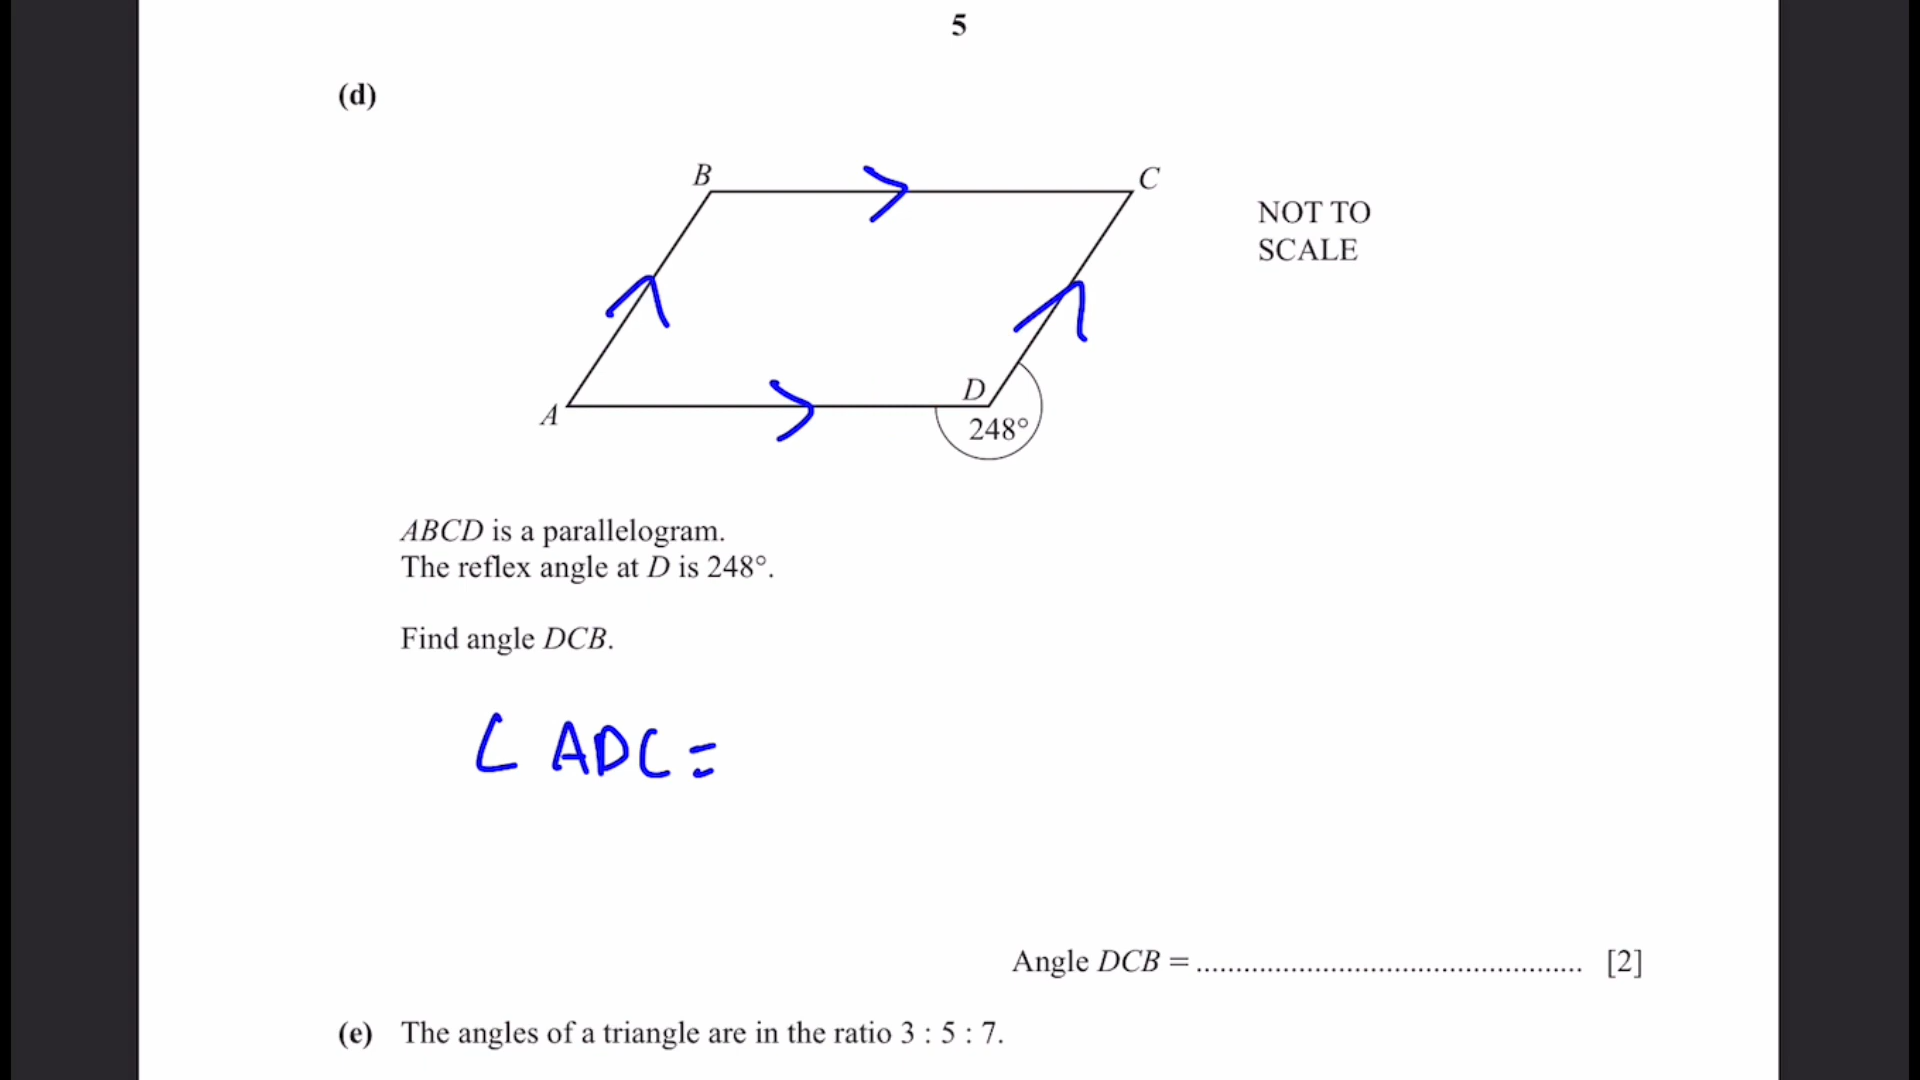 5
(d)
B
C
NOT TO
SCALE
D
A
248°
ABCD is a parallelogram.
The reflex angle at D is 248°.
Find angle DCB.
∠ ADC =
Angle DCB = ................................................ [2]
(e) The angles of a triangle are in the ratio 3 : 5 : 7.